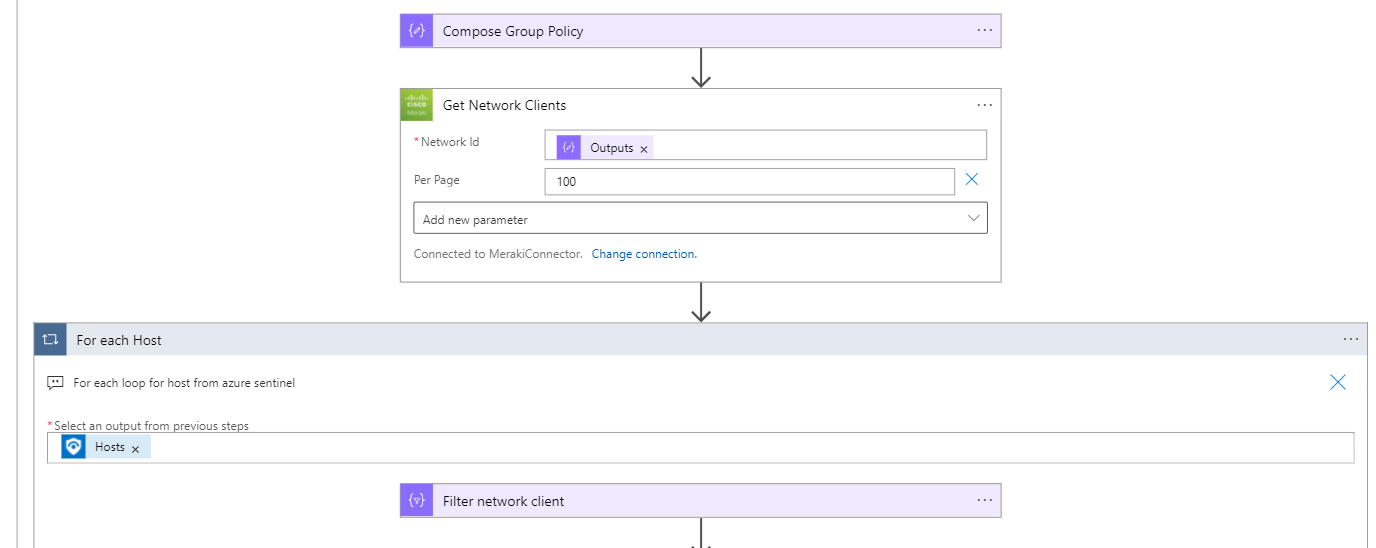 Compose Group Policy
CISCO
Meraki
Get Network Clients
* Network Id
Outputs x
Per Page
100
Add new parameter
Connected to MerakiConnector. Change connection.
For each Host
For each loop for host from azure sentinel
* Select an output from previous steps
Hosts x
Filter network client